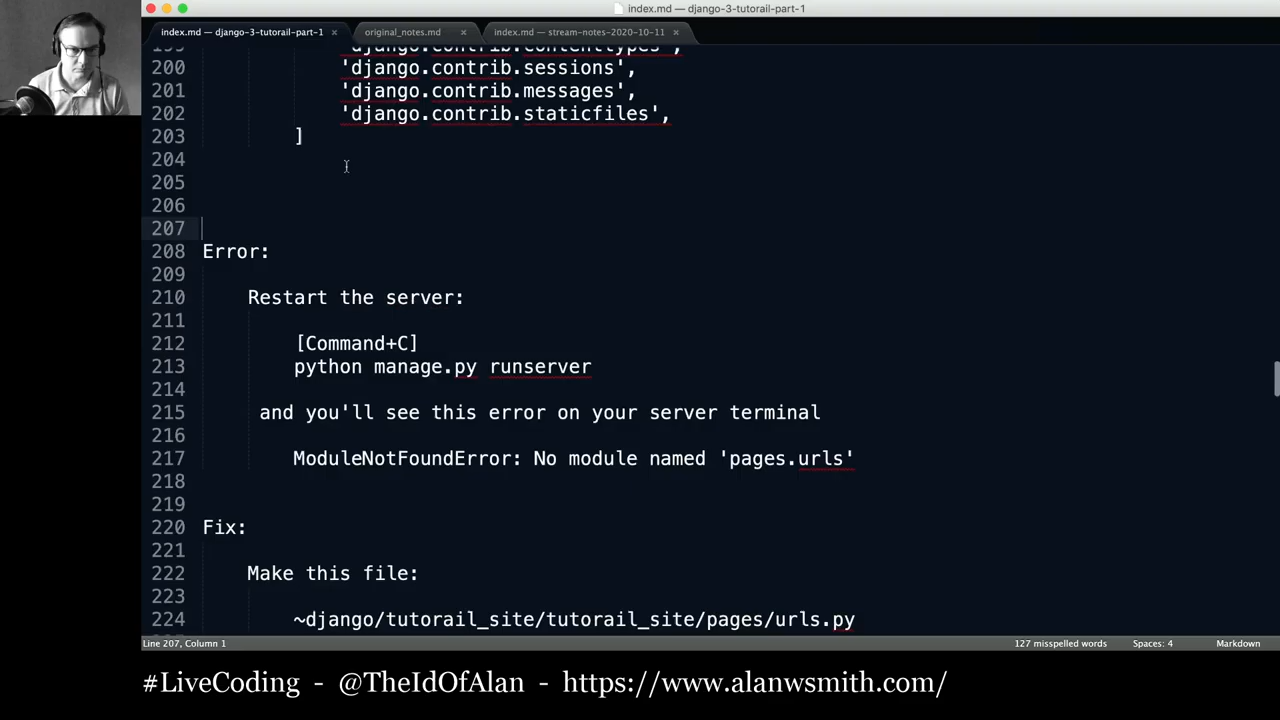 index.md — django-3-tutorail-part-1
index.md — django-3-tutorail-part-1 × original_notes.md × index.md — stream-notes-2020-10-11 ×
199 'django.contrib.contenttypes',
200 'django.contrib.sessions',
201 'django.contrib.messages',
202 'django.contrib.staticfiles',
203 ]
204
205
206
207
208 Error:
209
210 Restart the server:
211
212 [Command+C]
213 python manage.py runserver
214
215 and you'll see this error on your server terminal
216
217 ModuleNotFoundError: No module named 'pages.urls'
218
219
220 Fix:
221
222 Make this file:
223
224 ~django/tutorail_site/tutorail_site/pages/urls.py
Line 207, Column 1 127 misspelled words Spaces: 4 Markdown
#LiveCoding - @TheIdOfAlan - https://www.alanwsmith.com/